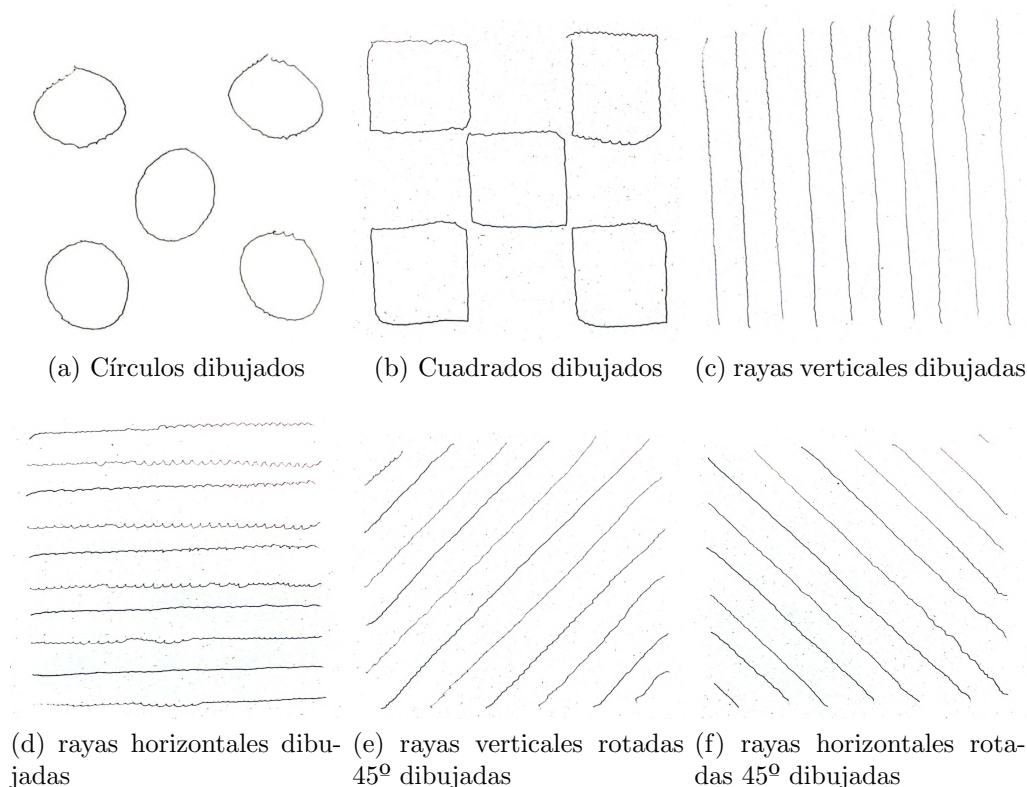 (a) Círculos dibujados
(b) Cuadrados dibujados
(c) rayas verticales dibujadas
(d) rayas horizontales dibu-
jadas
(e) rayas verticales rotadas
45º dibujadas
(f) rayas horizontales rota-
das 45º dibujadas